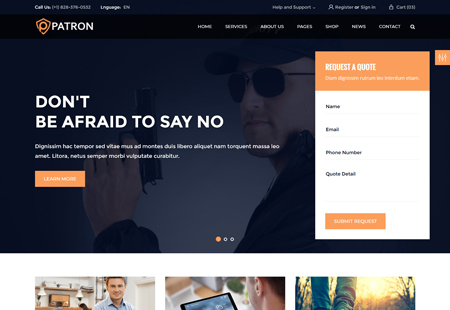 Call Us: (+1) 828-376-0532 Lnguage: EN
Help and Support Register or Sign In Cart (03)
PATRON
HOME SERVICES ABOUT US PAGES SHOP NEWS CONTACT
REQUEST A QUOTE
Diam dignissim rutrum leo interdum etiam.
Name
Email
Phone Number
Quote Detail
SUBMIT REQUEST
DON'T
BE AFRAID TO SAY NO
Dignissim hac tempor sed vitae mus ad montes duis libero aliquet nam torquent massa leo
amet. Litora, netus semper morbi vulputate curabitur.
LEARN MORE